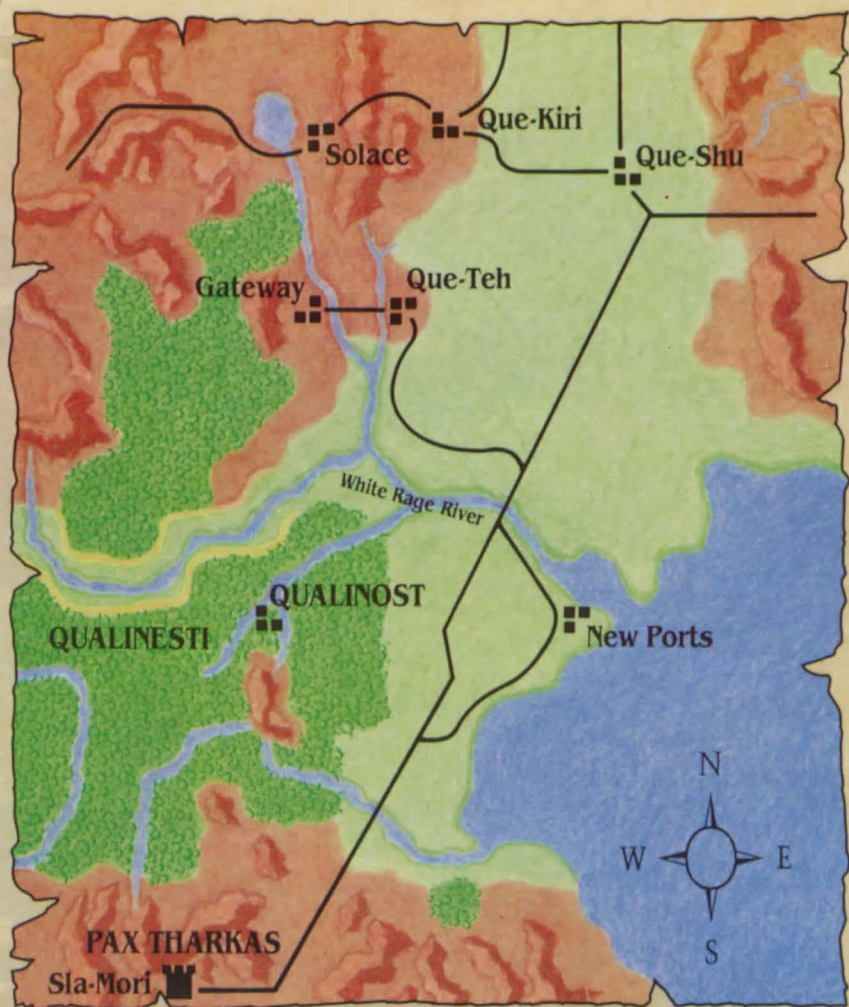 Que-Kiri
Solace
Que-Shu
Gateway
Que-Teh
White Rage River
QUALINOST
QUALINESTI
New Ports
N
W E
S
PAX THARKAS
Sla-Mori